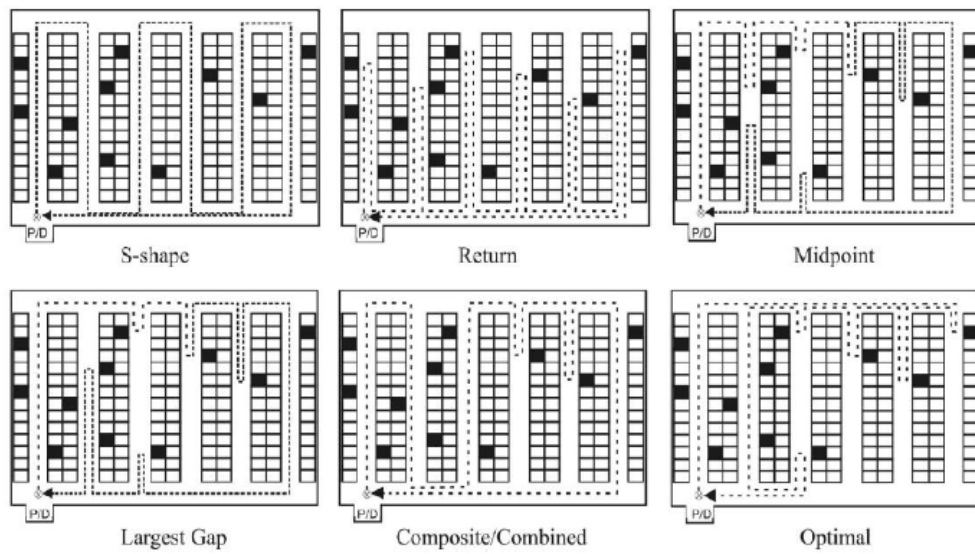 P/D
P/D
P/D
S-shape
Return
Midpoint
P/D
P/D
P/D
Largest Gap
Composite/Combined
Optimal